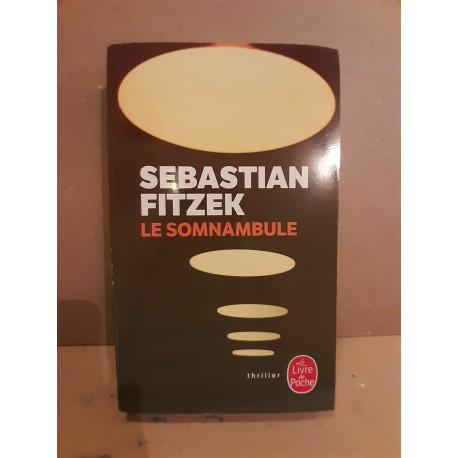 SEBASTIAN
FITZEK
LE SOMNAMBULE
thriller
Le
Livre
de
Poche